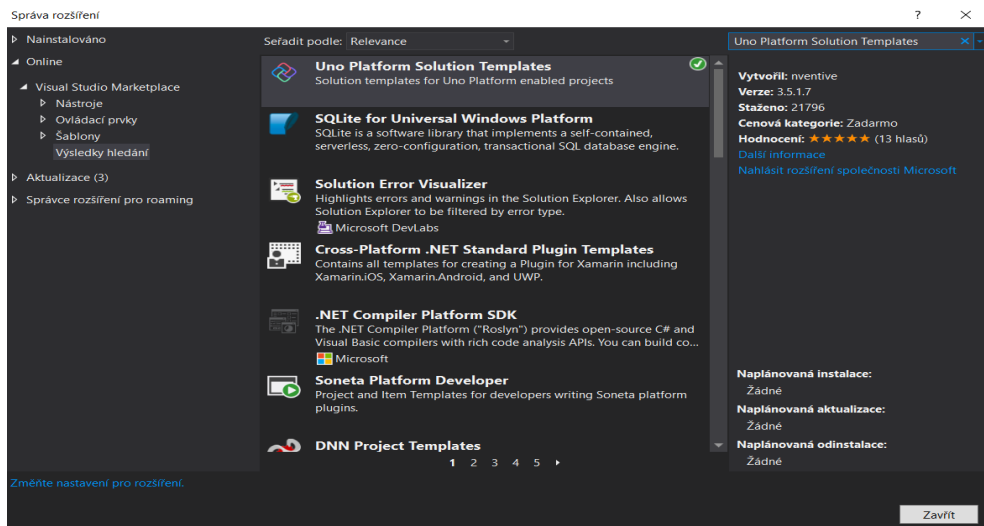 Správa rozšíření
Nainstalováno
Online
Visual Studio Marketplace
Nástroje
Ovládací prvky
Šablony
Výsledky hledání
Aktualizace (3)
Správce rozšíření pro roaming
Změňte nastavení pro rozšíření.
Seřadit podle: Relevance
Uno Platform Solution Templates
Solution templates for Uno Platform enabled projects
SQLite for Universal Windows Platform
SQLite is a software library that implements a self-contained,
serverless, zero-configuration, transactional SQL database engine.
Solution Error Visualizer
Highlights errors and warnings in the Solution Explorer. Also allows
Solution Explorer to be filtered by error type.
Microsoft DevLabs
Cross-Platform .NET Standard Plugin Templates
Contains all templates for creating a Plugin for Xamarin including
Xamarin.iOS, Xamarin.Android, and UWP.
.NET Compiler Platform SDK
The .NET Compiler Platform ("Roslyn") provides open-source C# and
Visual Basic compilers with rich code analysis APIs. You can build co...
Microsoft
Soneta Platform Developer
Project and Item Templates for developers writing Soneta platform
plugins.
DNN Project Templates
1 2 3 4 5
Uno Platform Solution Templates
Vytvořil: nventive
Verze: 3.5.1.7
Staženo: 21796
Cenová kategorie: Zadarmo
Hodnocení: ★★★★★ (13 hlasů)
Další informace
Nahlásit rozšíření společnosti Microsoft
Naplánovaná instalace:
Žádné
Naplánovaná aktualizace:
Žádné
Naplánovaná odinstalace:
Žádné
Zavřít